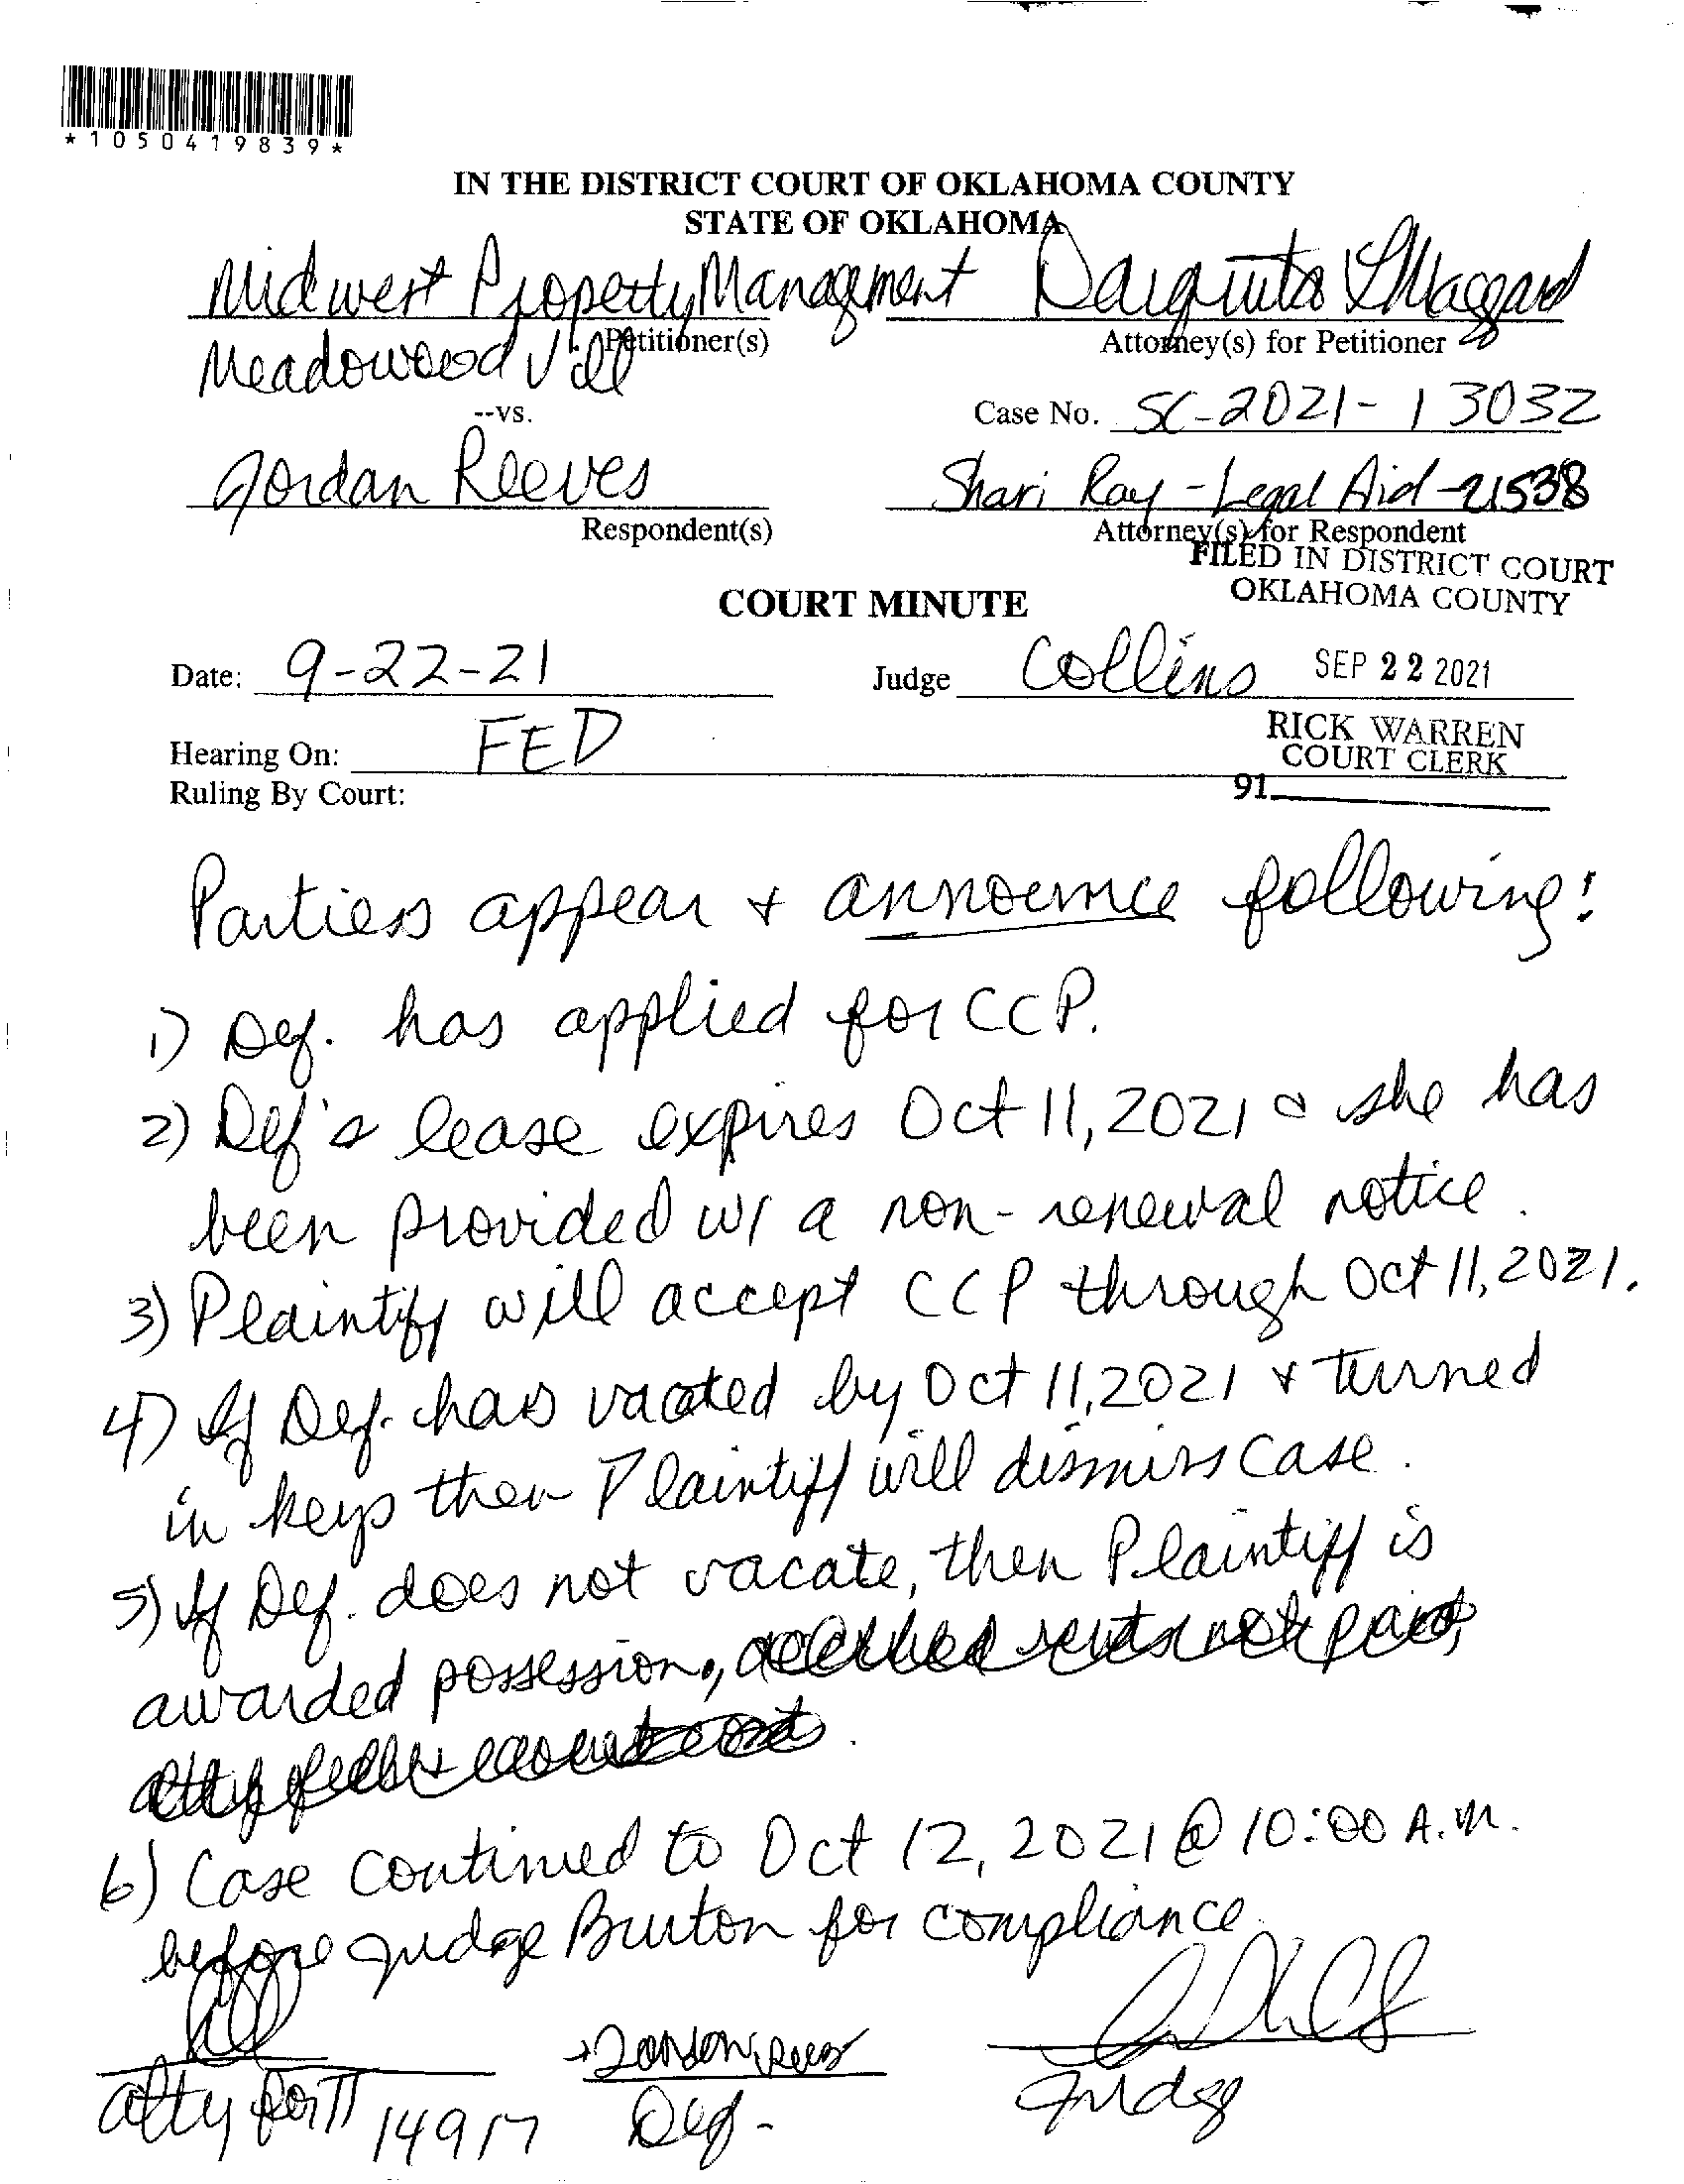 *1050419839*
IN THE DISTRICT COURT OF OKLAHOMA COUNTY
STATE OF OKLAHOMA
Midwest Property Management
Petitioner(s)
Meadowood Vill
Maggard
Attorney(s) for Petitioner
--vs.
Case No. SC-2021-13032
Jordan Reeves
Respondent(s)
Shari Ray - Legal Aid - 21538
Attorney(s) for Respondent
FILED IN DISTRICT COURT
OKLAHOMA COUNTY
COURT MINUTE
Date: 9-22-21
Judge Collins
SEP 22 2021
Hearing On: FED
RICK WARREN
COURT CLERK
Ruling By Court:
91
Parties appear + announce following:
1) Def. has applied for CCP.
2) Def's lease expires Oct 11, 2021 & she has
been provided w/ a non-renewal notice.
3) Plaintiff will accept CCP through Oct 11, 2021.
4) If Def. has vacated by Oct 11, 2021 + turned
in keys then Plaintiff will dismiss case.
5) If Def. does not vacate, then Plaintiff is
awarded possession, accrued rents not paid,
6) Case continued to Oct 12, 2021 @ 10:00 A.M.
before Judge Burton for compliance.
Jordan Reeves
atty for Π 14917
Def.
Judge